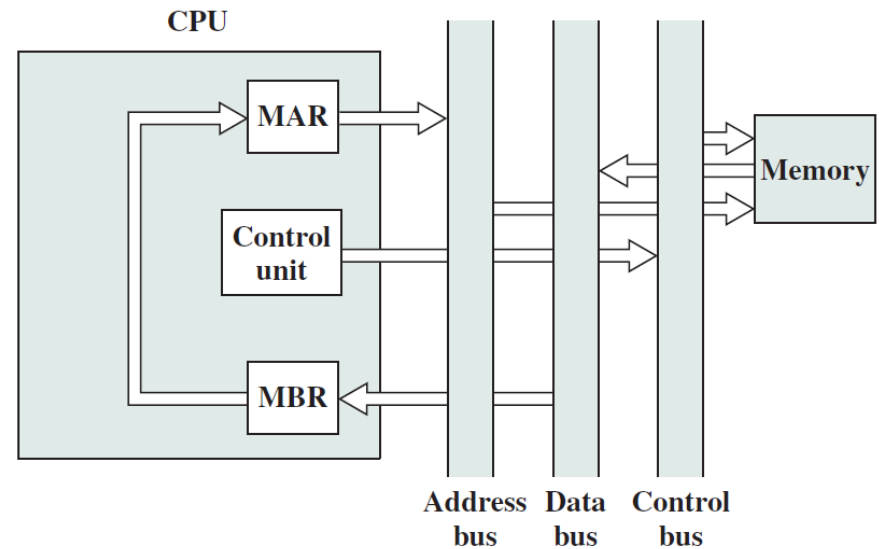 CPU
MAR
Memory
Control
unit
MBR
Address
bus
Data
bus
Control
bus